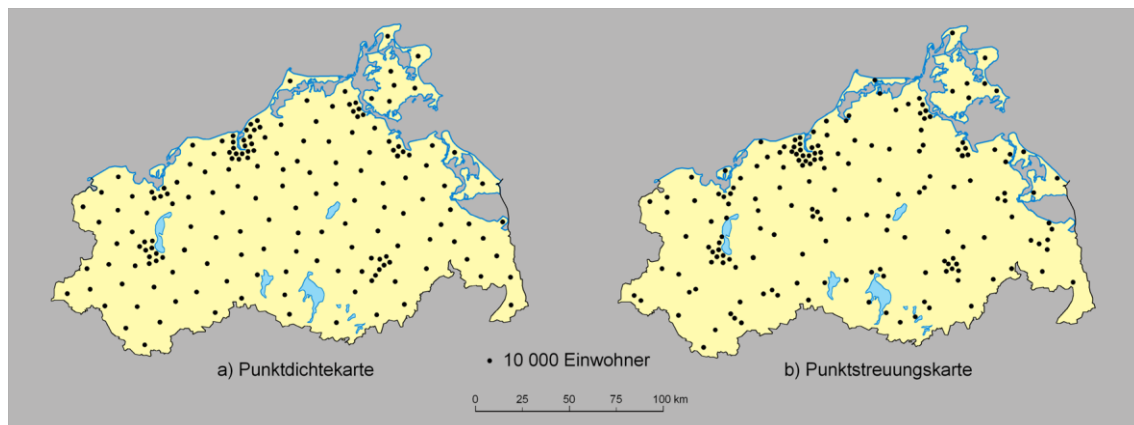 a) Punktdichtekarte
10 000 Einwohner
b) Punktstreuungskarte
0 25 50 75 100 km